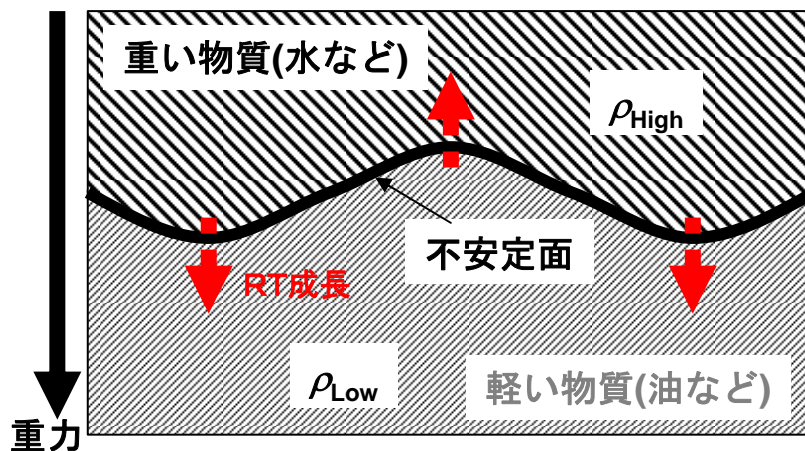 重い物質(水など)
ρHigh
不安定面
RT成長
ρLow
軽い物質(油など)
重力